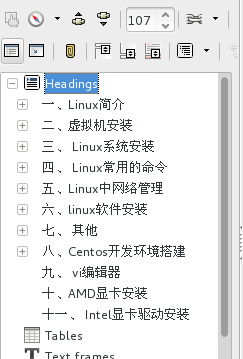 107
Headings
一、Linux简介
二、虚拟机安装
三、 Linux系统安装
四、 Linux常用的命令
五、Linux中网络管理
六、linux软件安装
七、 其他
八、Centos开发环境搭建
九、 vi编辑器
十、AMD显卡安装
十一、 Intel显卡驱动安装
Tables
Text frames